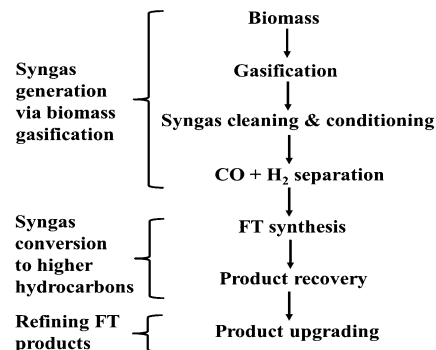 Biomass
Syngas
generation
via biomass
gasification
Gasification
Syngas cleaning & conditioning
CO + H₂ separation
Syngas
conversion
to higher
hydrocarbons
FT synthesis
Product recovery
Refining FT
products
Product upgrading